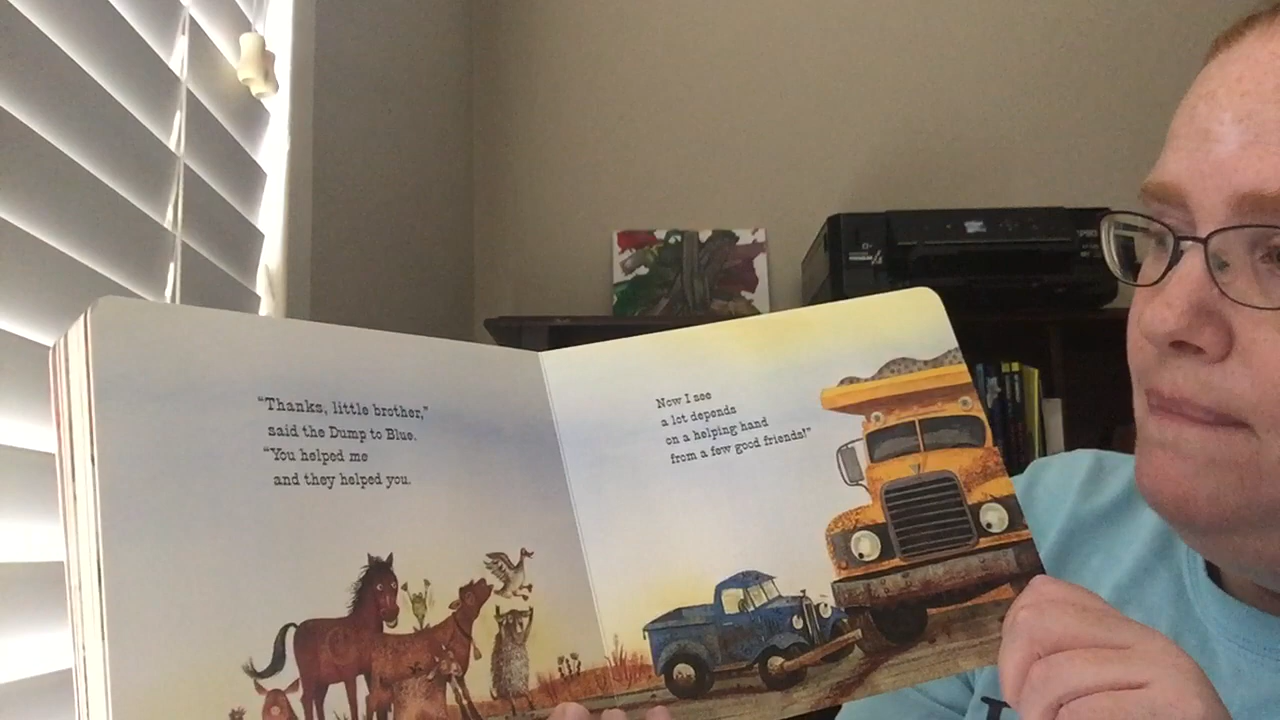 “Thanks, little brother,”
said the Dump to Blue.
“You helped me
and they helped you.
Now I see
a lot depends
on a helping hand
from a few good friends!”